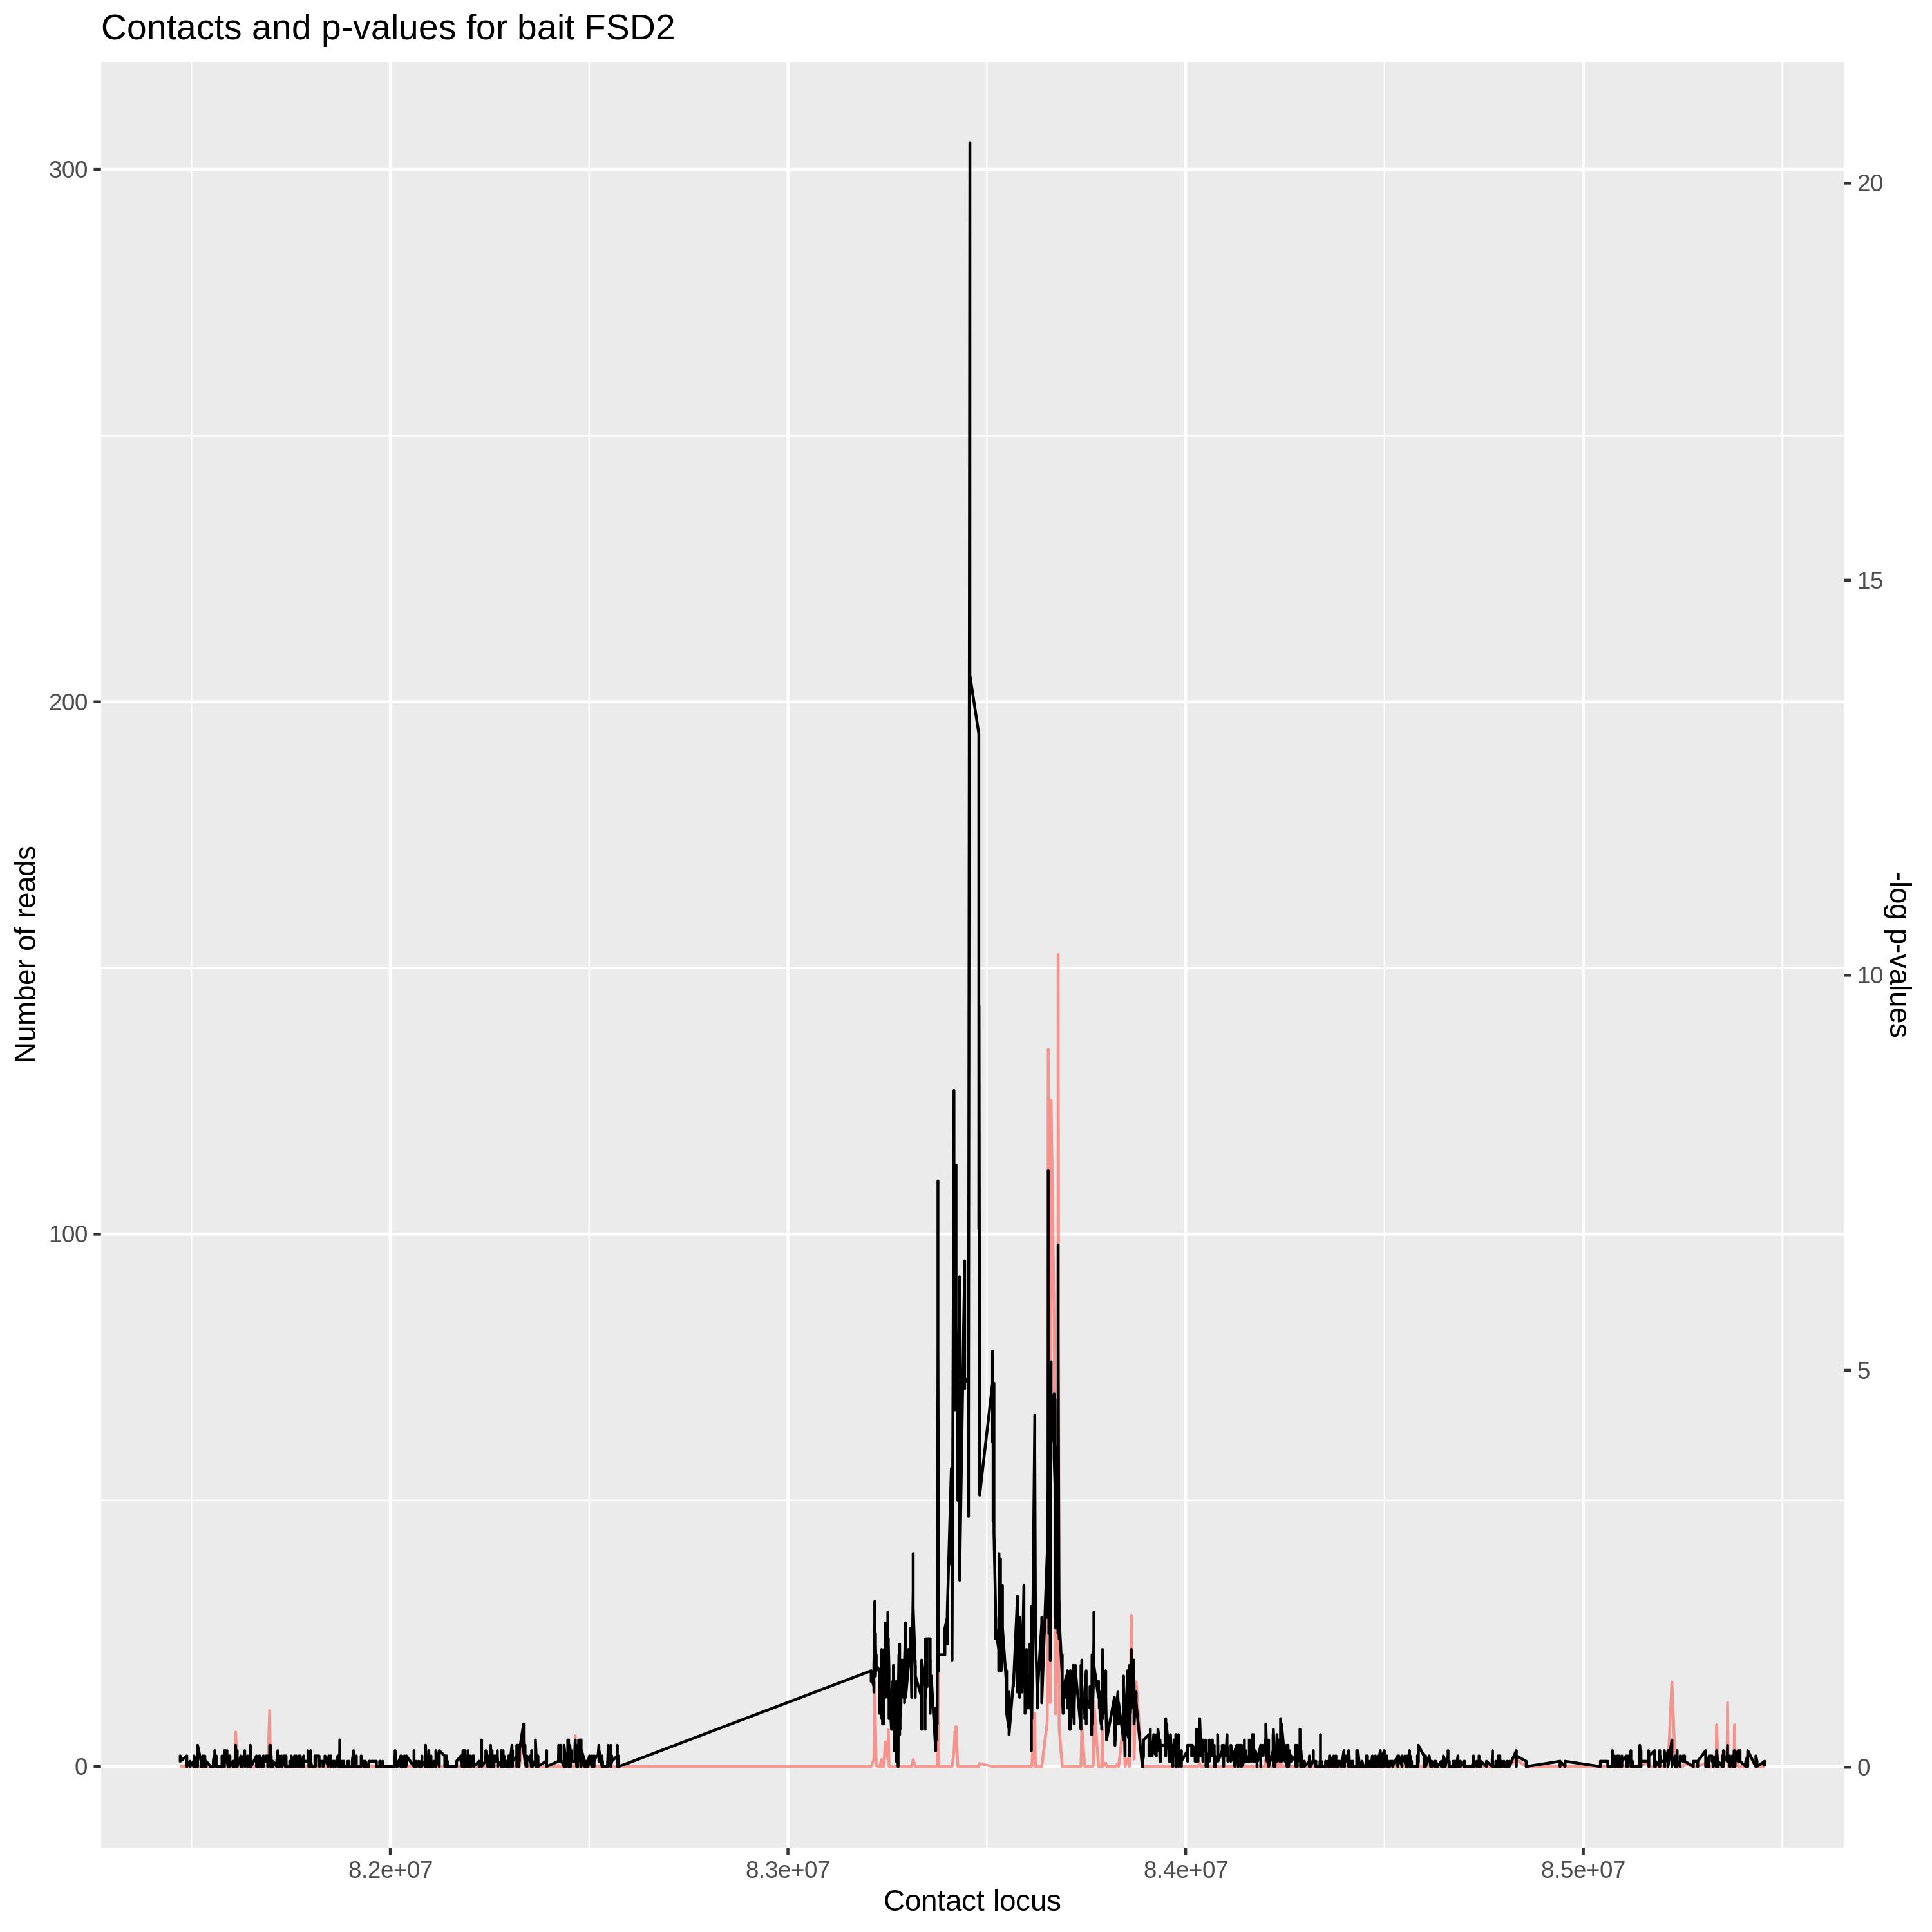 Contacts and p-values for bait FSD2
300
200
100
0
Number of reads
20
15
10
5
0
-log p-values
8.2e+07
8.3e+07
8.4e+07
8.5e+07
Contact locus